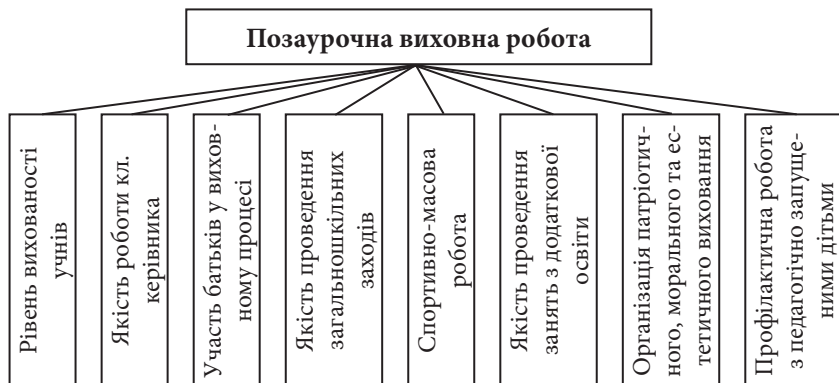 Позаурочна виховна робота
Рівень вихованості
учнів
Якість роботи кл.
керівника
Участь батьків у вихов-
ному процесі
Якість проведення
загальношкільних
заходів
Спортивно-масова
робота
Якість проведення
занять з додаткової
освіти
Організація патріотич-
ного, морального та ес-
тетичного виховання
Профілактична робота
з педагогічно запуще-
ними дітьми